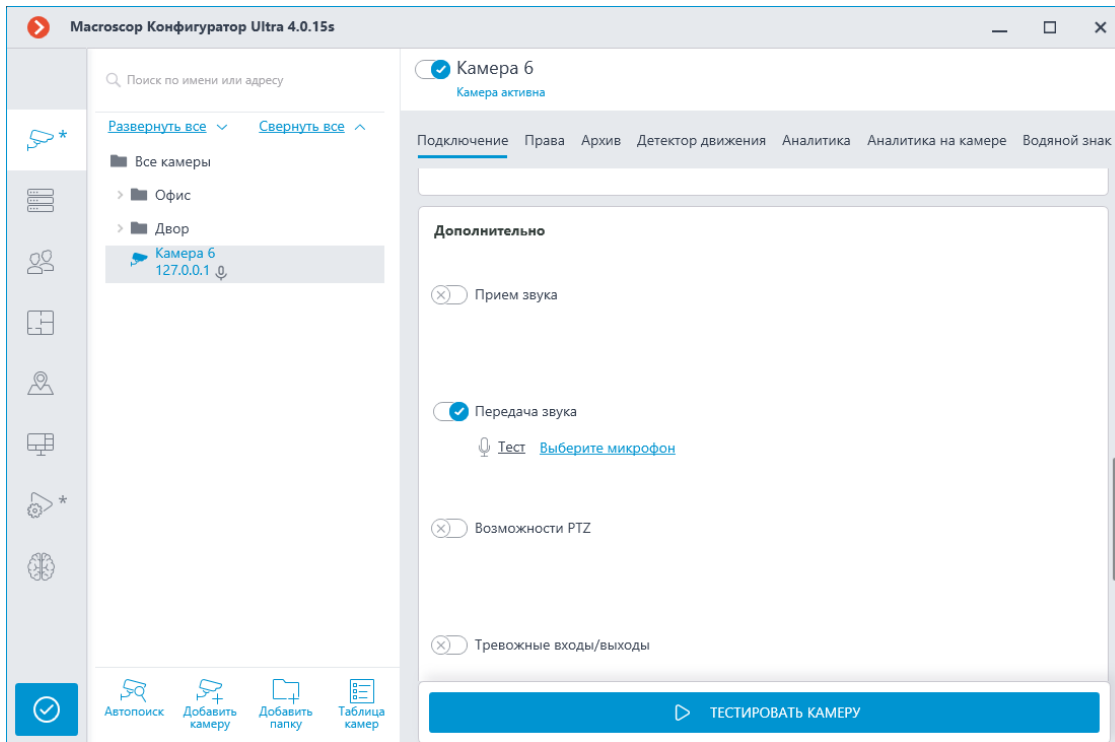 Macroscop Конфигуратор Ultra 4.0.15s
Поиск по имени или адресу
Развернуть все Свернуть все
Все камеры
Офис
Двор
Камера 6
127.0.0.1
Автопоиск
Добавить камеру
Добавить папку
Таблица камер
Камера 6
Камера активна
Подключение Права Архив Детектор движения Аналитика Аналитика на камере Водяной знак
Дополнительно
Прием звука
Передача звука
Тест Выберите микрофон
Возможности PTZ
Тревожные входы/выходы
ТЕСТИРОВАТЬ КАМЕРУ